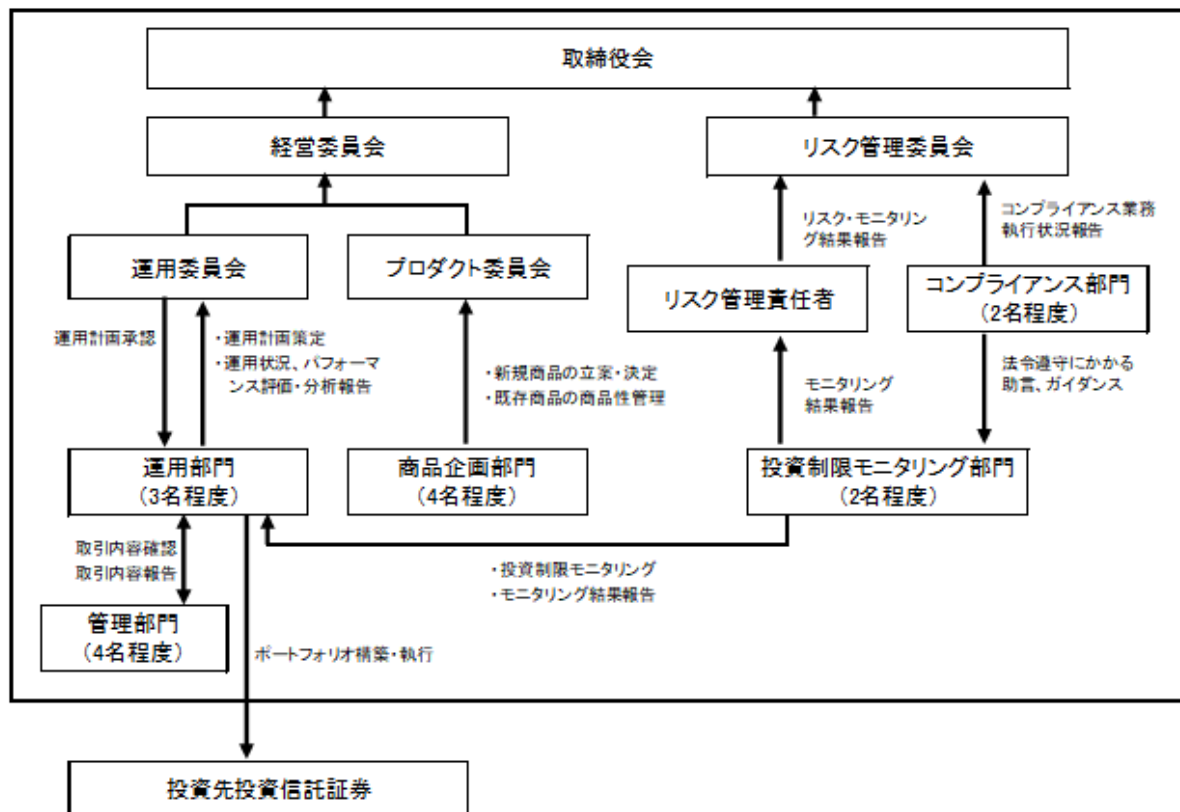 取締役会
経営委員会
リスク管理委員会
リスク・モニタリン
グ結果報告
コンプライアンス業務
執行状況報告
運用委員会
プロダクト委員会
リスク管理責任者
コンプライアンス部門
(2名程度)
運用計画承認
・運用計画策定
・運用状況、パフォーマ
ンス評価・分析報告
・新規商品の立案・決定
・既存商品の商品性管理
モニタリング
結果報告
法令遵守にかかる
助言、ガイダンス
運用部門
(3名程度)
商品企画部門
(4名程度)
投資制限モニタリング部門
(2名程度)
取引内容確認
取引内容報告
・投資制限モニタリング
・モニタリング結果報告
管理部門
(4名程度)
ポートフォリオ構築・執行
投資先投資信託証券